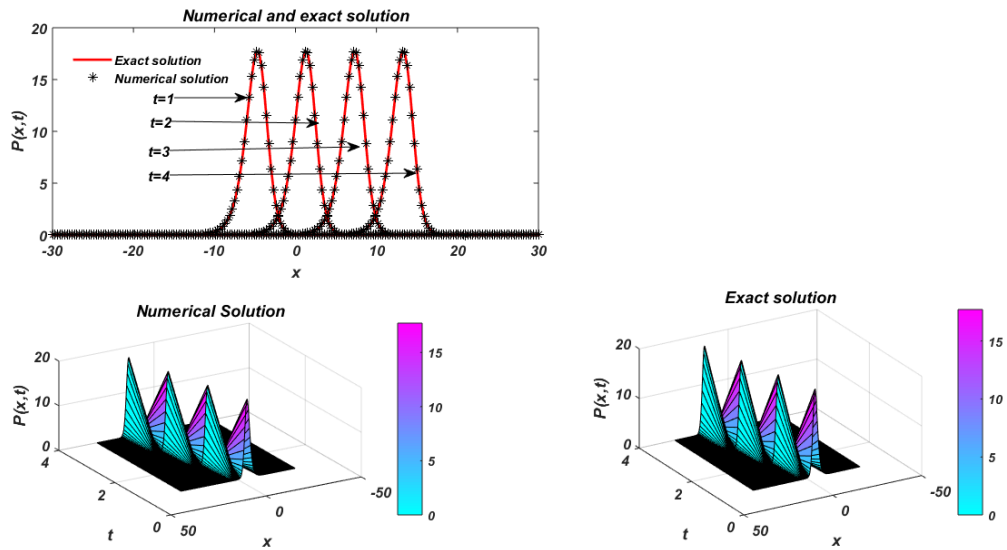 Numerical and exact solution
20
15
10
5
0
P(x,t)
Exact solution
Numerical solution
t=1
t=2
t=3
t=4
-30 -20 -10 0 10 20 30
x
Numerical Solution
20
10
0
P(x,t)
4
2
0
t
50
0
-50
x
15
10
5
0
Exact solution
20
10
0
P(x,t)
4
2
0
t
50
0
-50
x
15
10
5
0